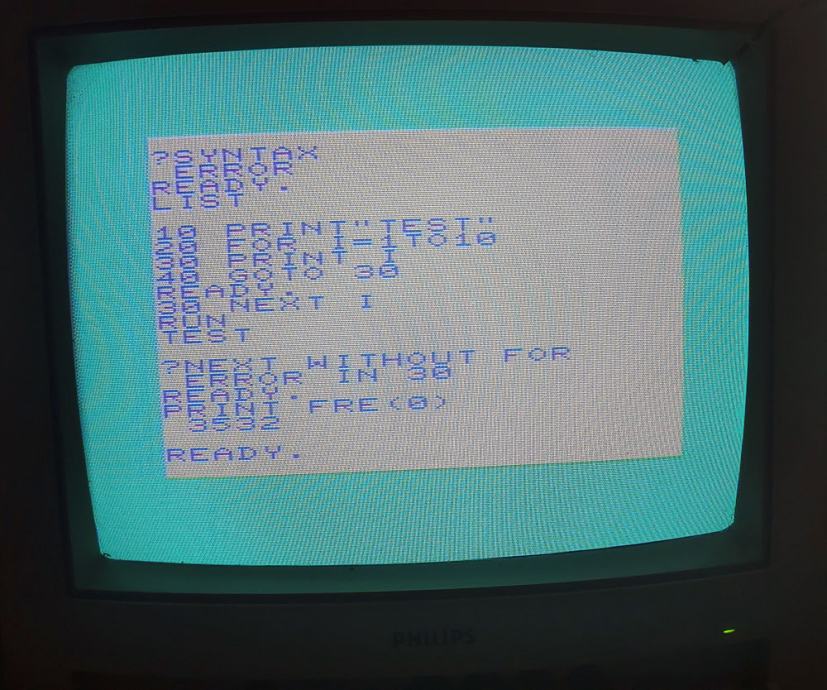 ?SYNTAX
ERROR
READY.
LIST
10 PRINT"TEST"
20 FOR I=1TO10
30 PRINT I
40 GOTO 30
READY.
30 NEXT I
RUN
TEST
?NEXT WITHOUT FOR
ERROR IN 30
READY.
PRINT FRE(0)
3532
READY.
PHILIPS